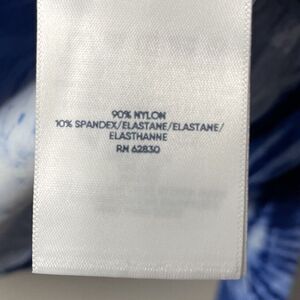 90% NYLON
10% SPANDEX/ELASTANE/ELASTANE/
ELASTHANNE
RN 62830